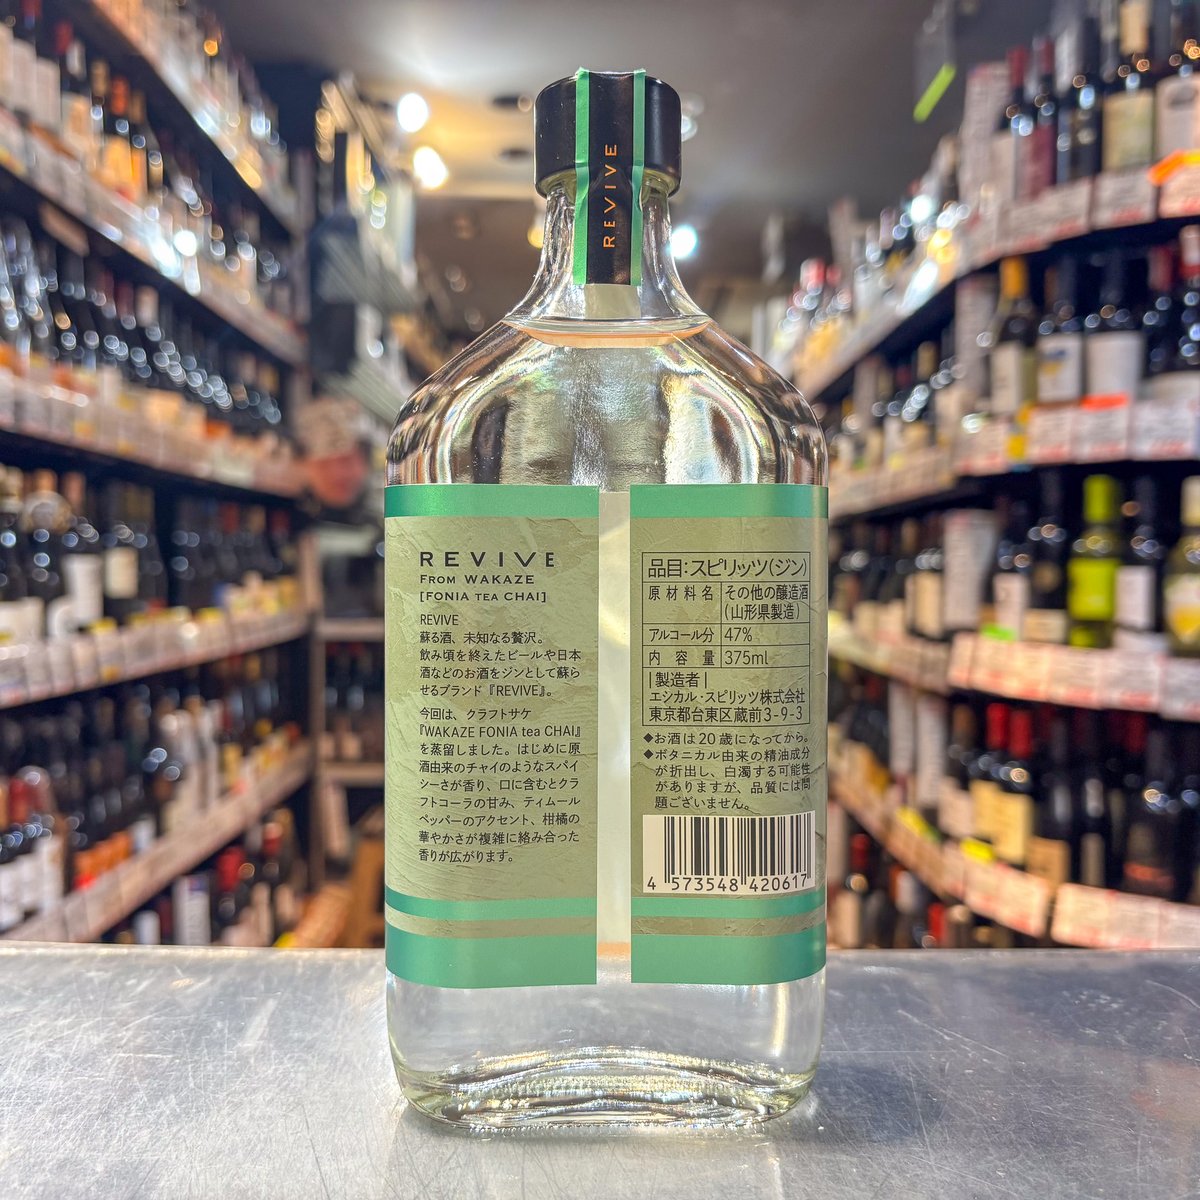 REVIVE
REVIVE
FROM WAKAZE
[FONIA TEA CHAI]
REVIVE
蘇る酒、未知なる贅沢。
飲み頃を終えたビールや日本
酒などのお酒をジンとして蘇ら
せるブランド『REVIVE』。
今回は、クラフトサケ
『WAKAZE FONIA tea CHAI』
を蒸留しました。はじめに原
酒由来のチャイのようなスパイ
シーさが香り、口に含むとクラ
フトコーラの甘み、ティムール
ペッパーのアクセント、柑橘の
華やかさが複雑に絡み合った
香りが広がります。
品目:スピリッツ(ジン)
原材料名 その他の醸造酒
(山形県製造)
アルコール分 47%
内容量 375ml
|製造者|
エシカル・スピリッツ株式会社
東京都台東区蔵前3-9-3
◆お酒は20歳になってから。
◆ボタニカル由来の精油成分
が折出し、白濁する可能性
がありますが、品質には問
題ございません。
4 573548 420617